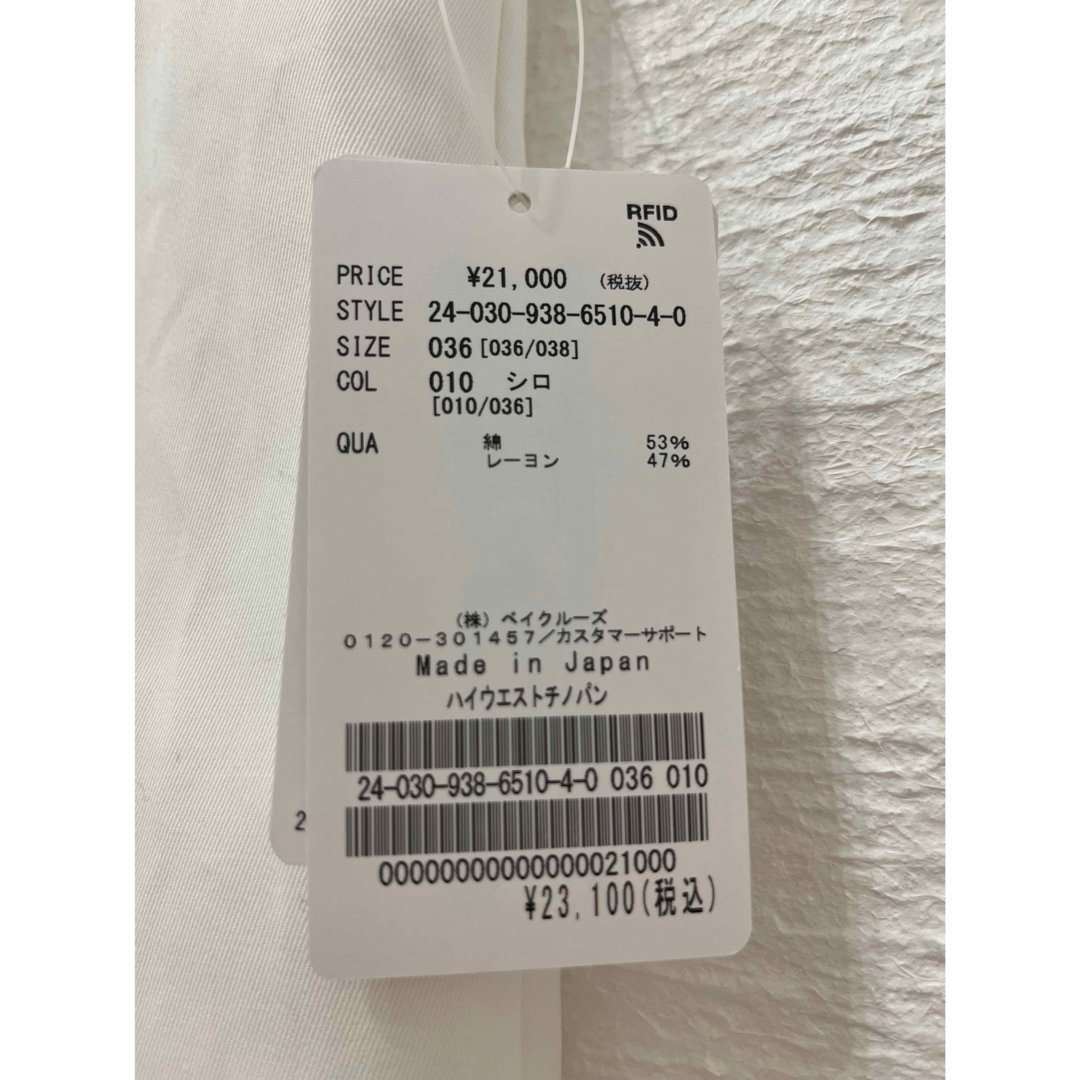 RFID
PRICE ¥21,000 (税抜)
STYLE 24-030-938-6510-4-0
SIZE 036 [036/038]
COL 010 シロ
[010/036]
QUA 綿 53%
レーヨン 47%
(株) ベイクルーズ
0120-301457/カスタマーサポート
Made in Japan
ハイウエストチノパン
24-030-938-6510-4-0 036 010
2
00000000000000021000
¥23,100(税込)